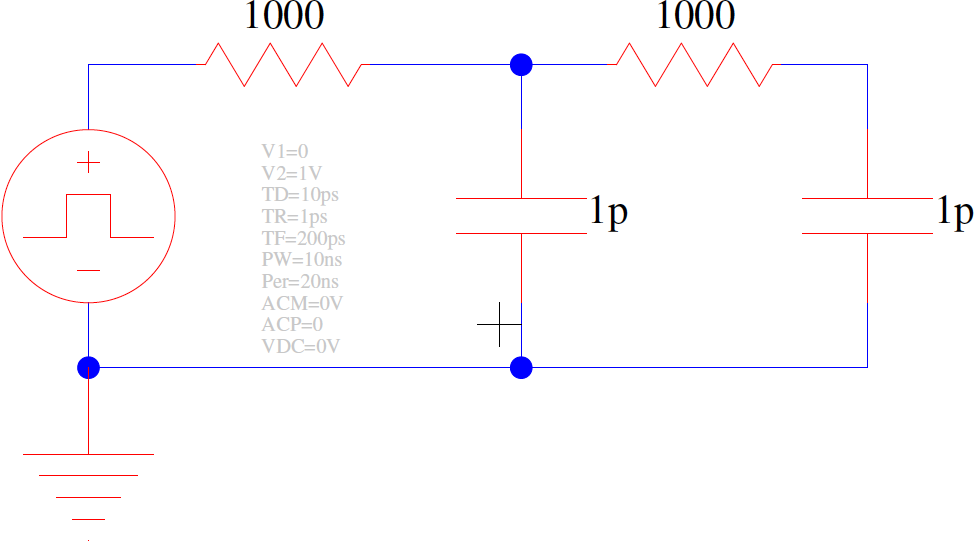 1000
1000
V1=0
V2=1V
TD=10ps
TR=1ps
TF=200ps
PW=10ns
Per=20ns
ACM=0V
ACP=0
VDC=0V
1p
1p